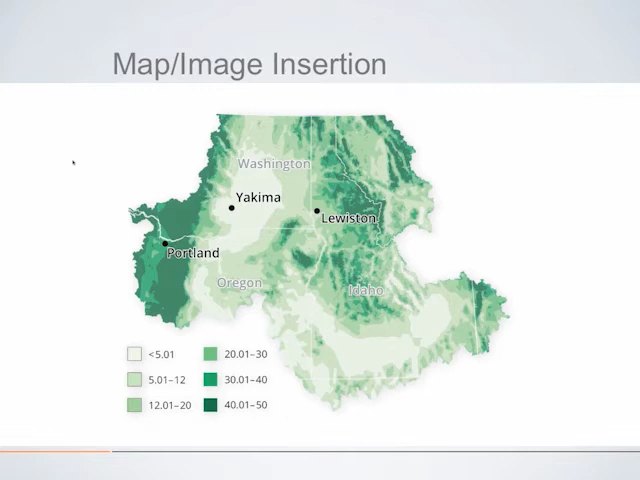 Map/Image Insertion
Washington
Yakima
Lewiston
Portland
Oregon
Idaho
<5.01
20.01–30
5.01–12
30.01–40
12.01–20
40.01–50